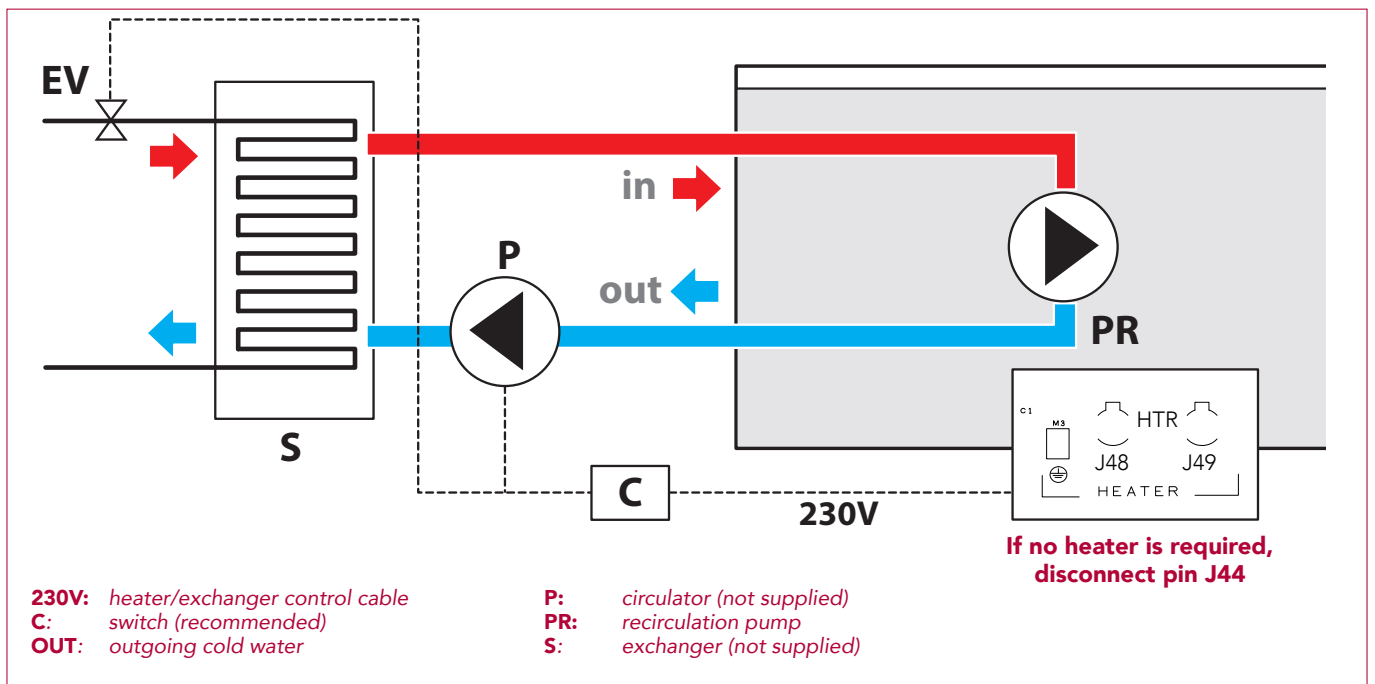 EV
in
P
out
PR
S
C1
M3
HTR
J48 J49
HEATER
C
230V
If no heater is required,
disconnect pin J44
230V: heater/exchanger control cable
C: switch (recommended)
OUT: outgoing cold water
P: circulator (not supplied)
PR: recirculation pump
S: exchanger (not supplied)